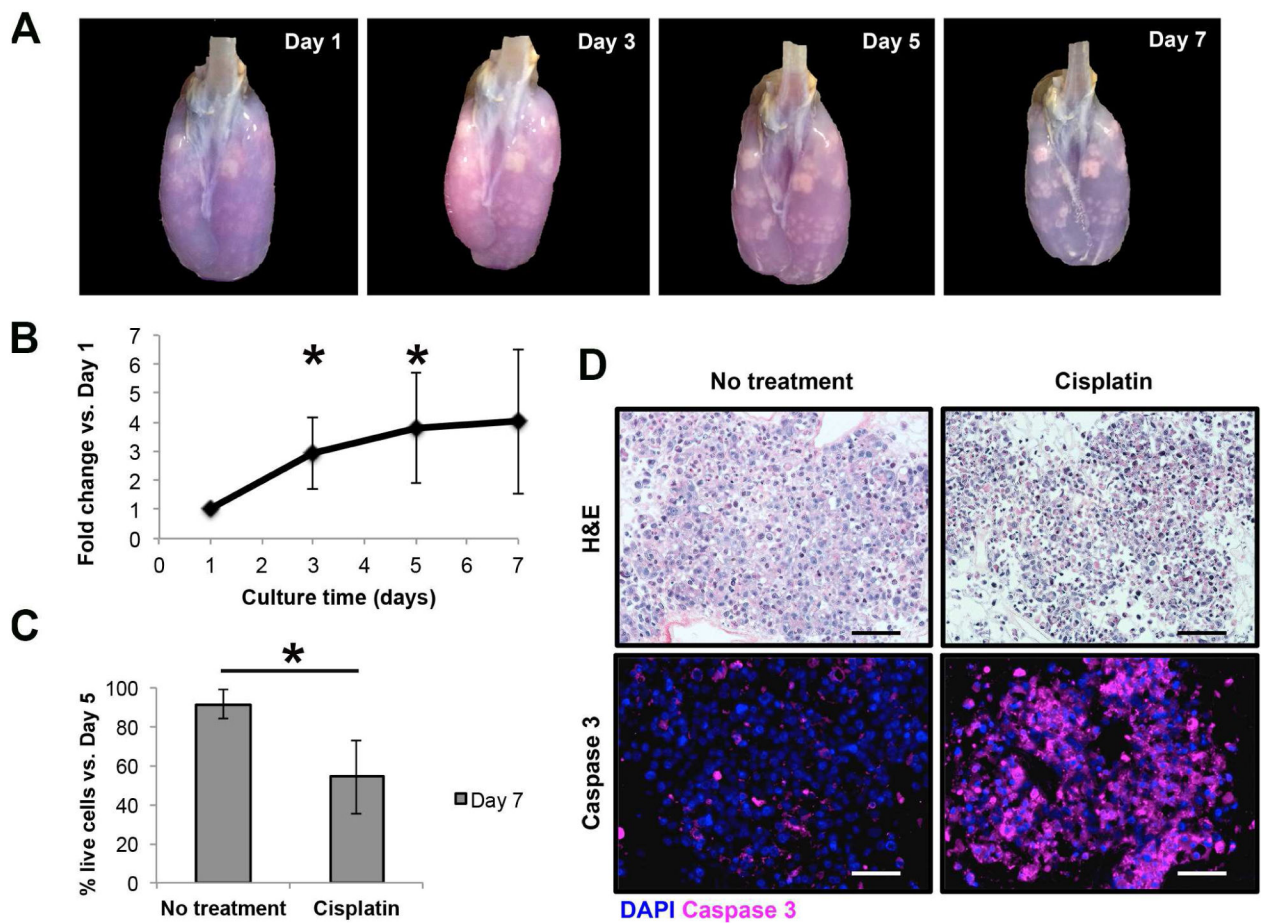 A
Day 1
Day 3
Day 5
Day 7
B
Fold change vs. Day 1
7
6
5
4
3
2
1
0
*
*
0 1 2 3 4 5 6 7
Culture time (days)
C
% live cells vs. Day 5
100
80
60
40
20
0
*
No treatment Cisplatin
Day 7
D
No treatment Cisplatin
H&E
Caspase 3
DAPI Caspase 3